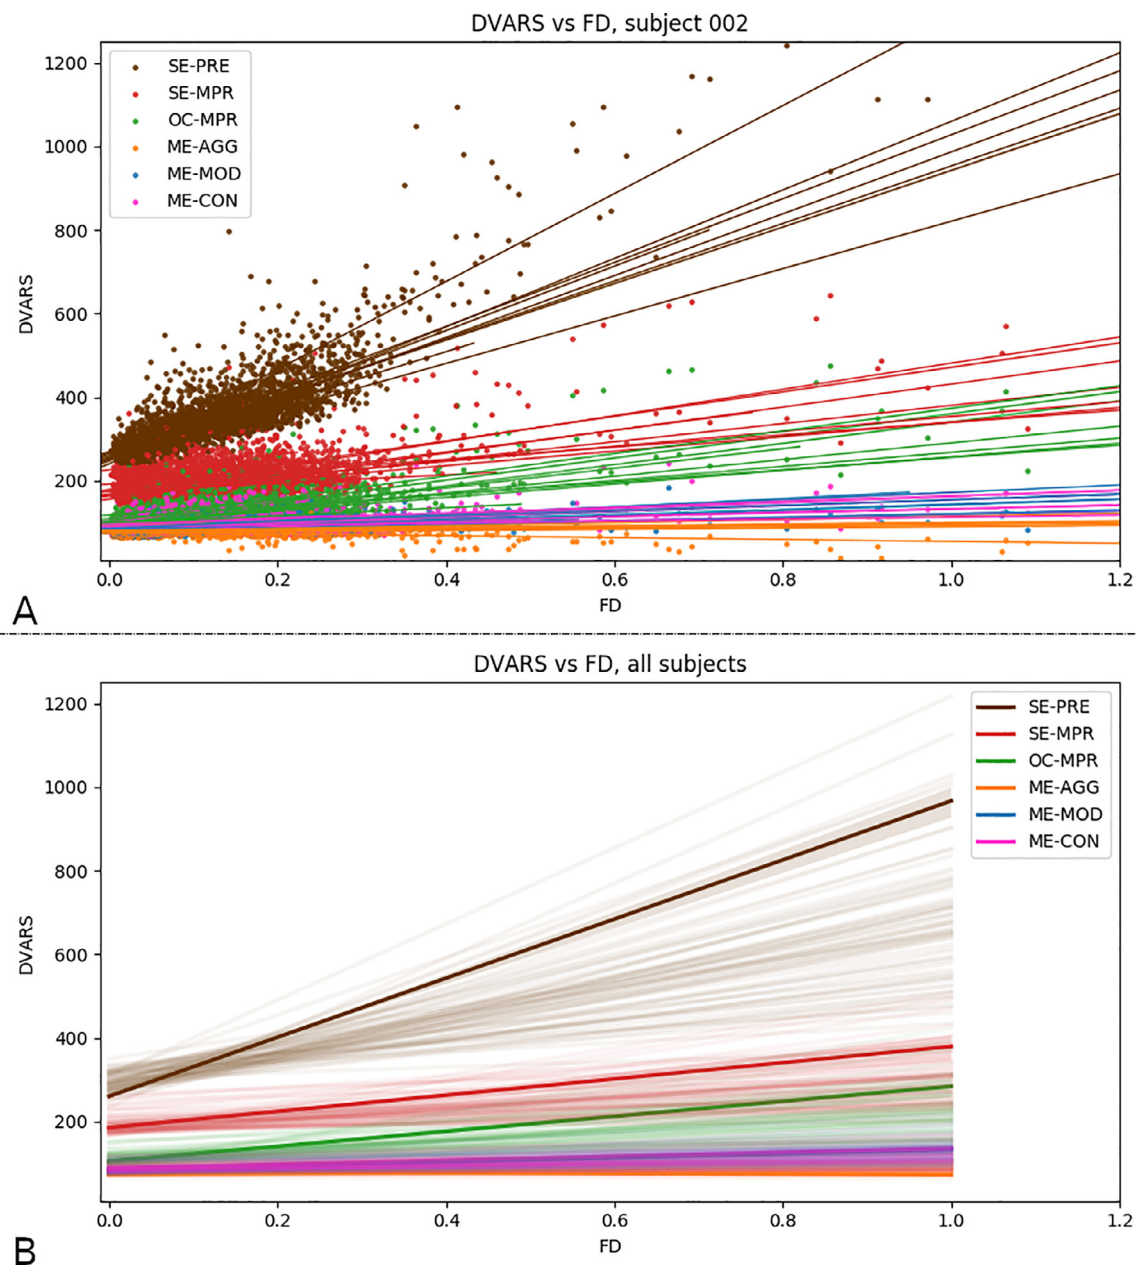 DVARS vs FD, subject 002
1200
1000
800
600
400
200
DVARS
SE-PRE
SE-MPR
OC-MPR
ME-AGG
ME-MOD
ME-CON
0.0 0.2 0.4 0.6 0.8 1.0 1.2
FD
A
DVARS vs FD, all subjects
1200
1000
800
600
400
200
DVARS
SE-PRE
SE-MPR
OC-MPR
ME-AGG
ME-MOD
ME-CON
0.0 0.2 0.4 0.6 0.8 1.0 1.2
FD
B